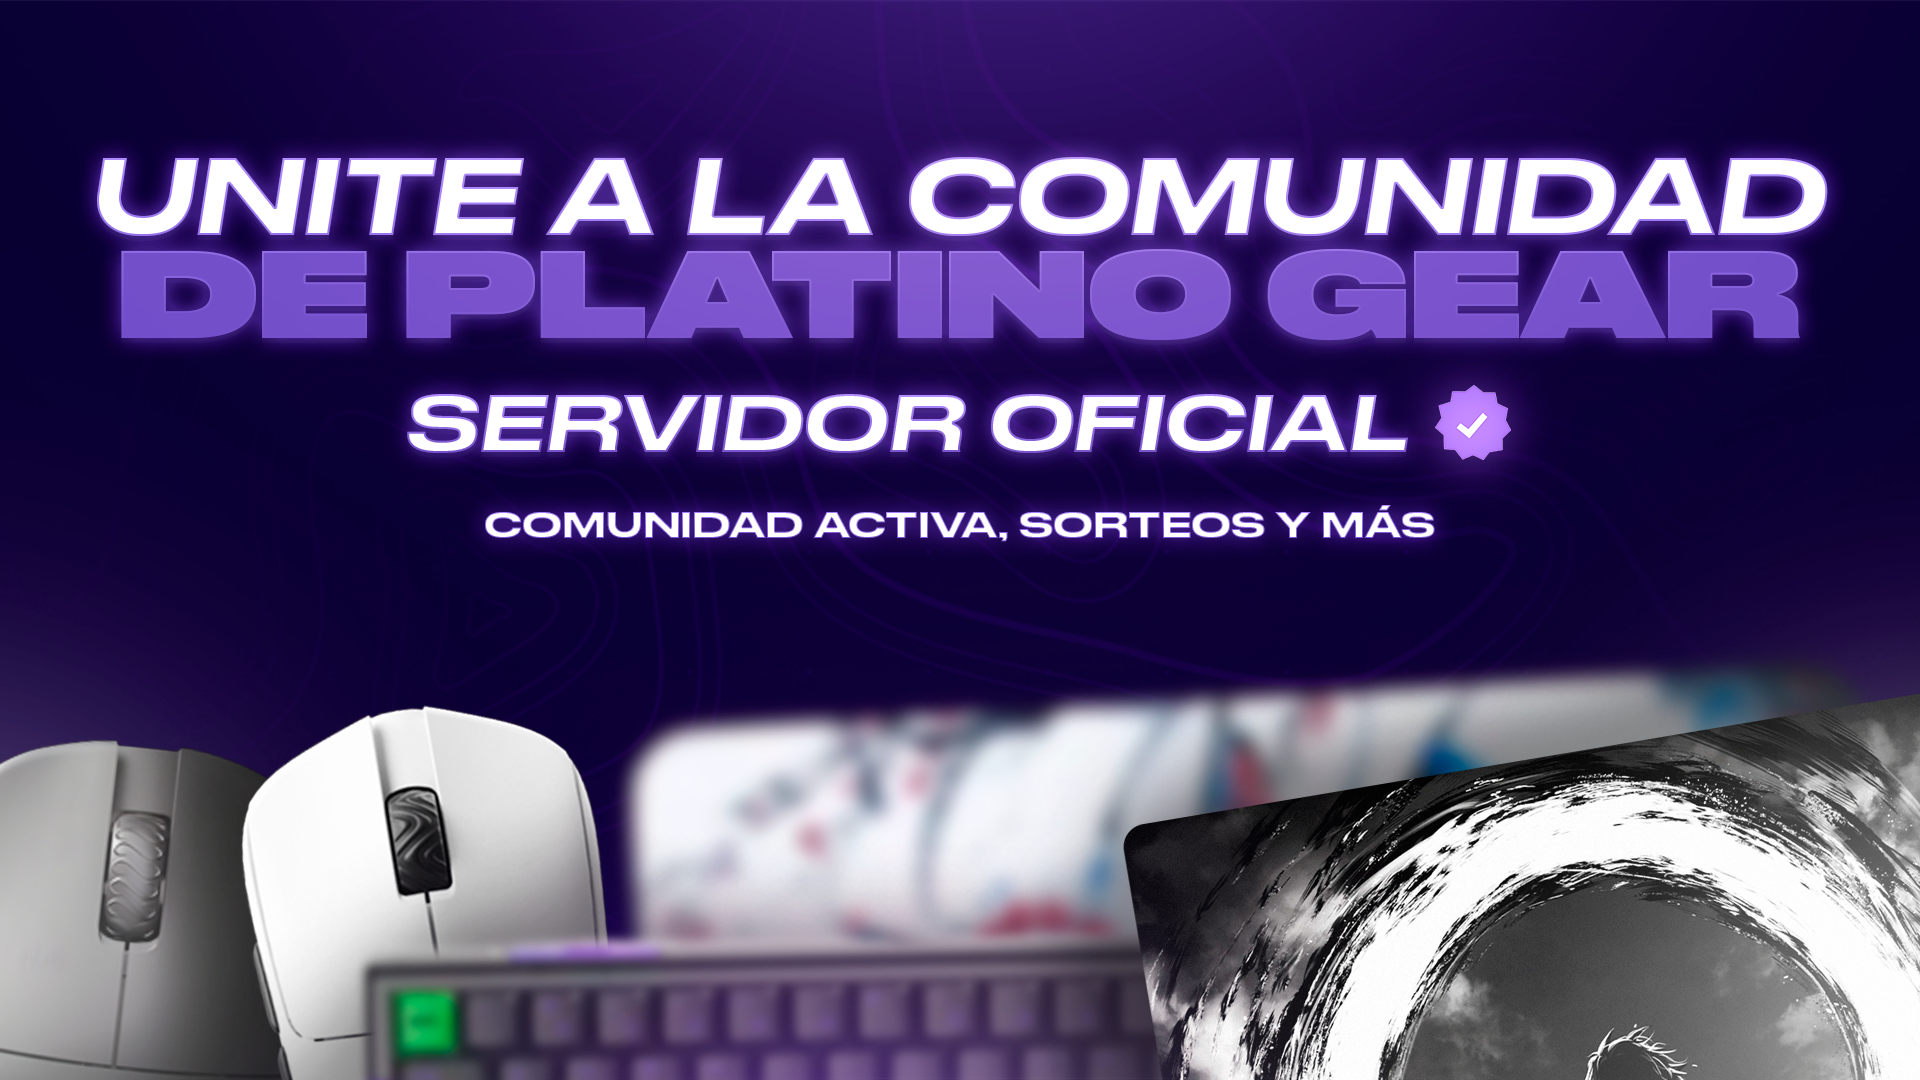 UNITE A LA COMUNIDAD
DE PLATINO GEAR
SERVIDOR OFICIAL
COMUNIDAD ACTIVA, SORTEOS Y MÁS